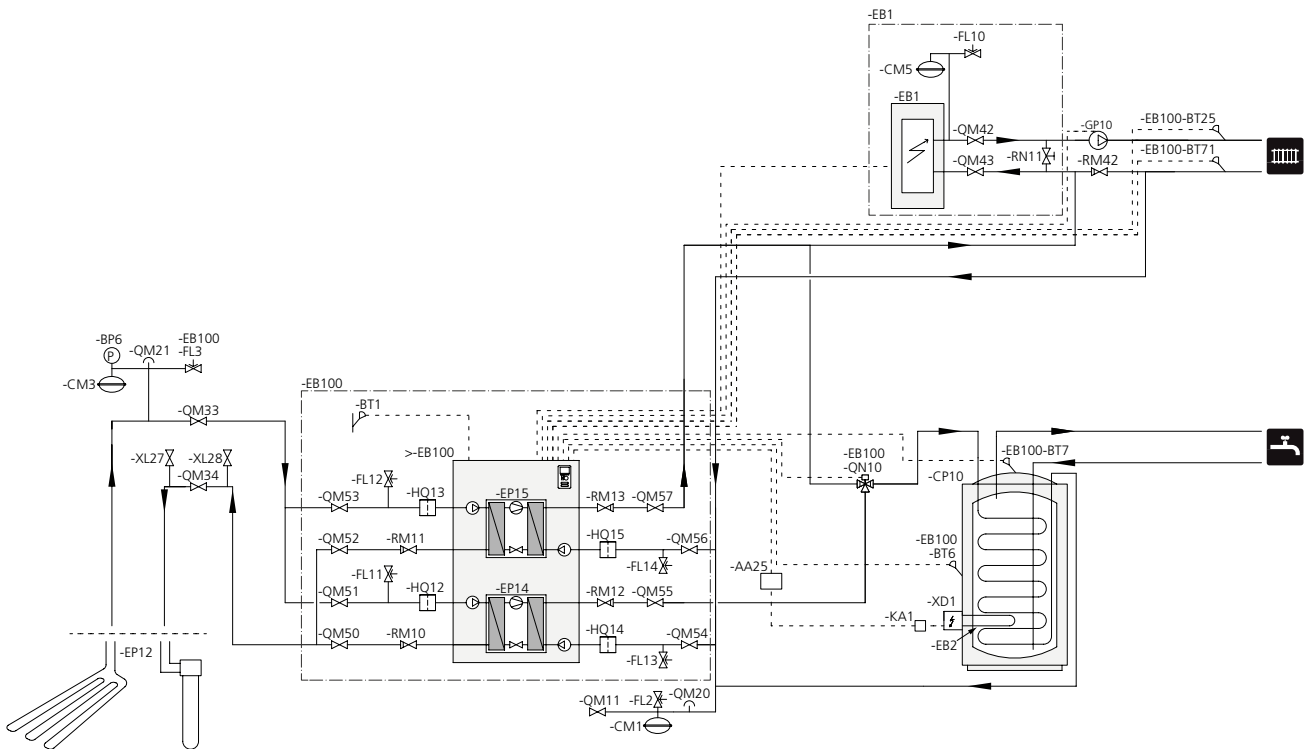 -EB1
-FL10
-CM5
-EB1
-QM42
-GP10
-EB100-BT25
-RN11
-EB100-BT71
-QM43
-RM42
-BP6
P
-QM21
-EB100
-FL3
-CM3
-EB100
-QM33
-BT1
-XL27
-XL28
-QM34
>-EB100
-EB100
-QN10
-EB100-BT7
-CP10
-FL12
-QM53
-HQ13
-EP15
-RM13
-QM57
-QM52
-RM11
-HQ15
-QM56
-FL14
-EB100
-BT6
-FL11
-QM51
-HQ12
-EP14
-RM12
-QM55
-AA25
-XD1
-KA1
-QM50
-RM10
-HQ14
-QM54
-FL13
-EB2
-EP12
-QM11
-FL2
-QM20
-CM1